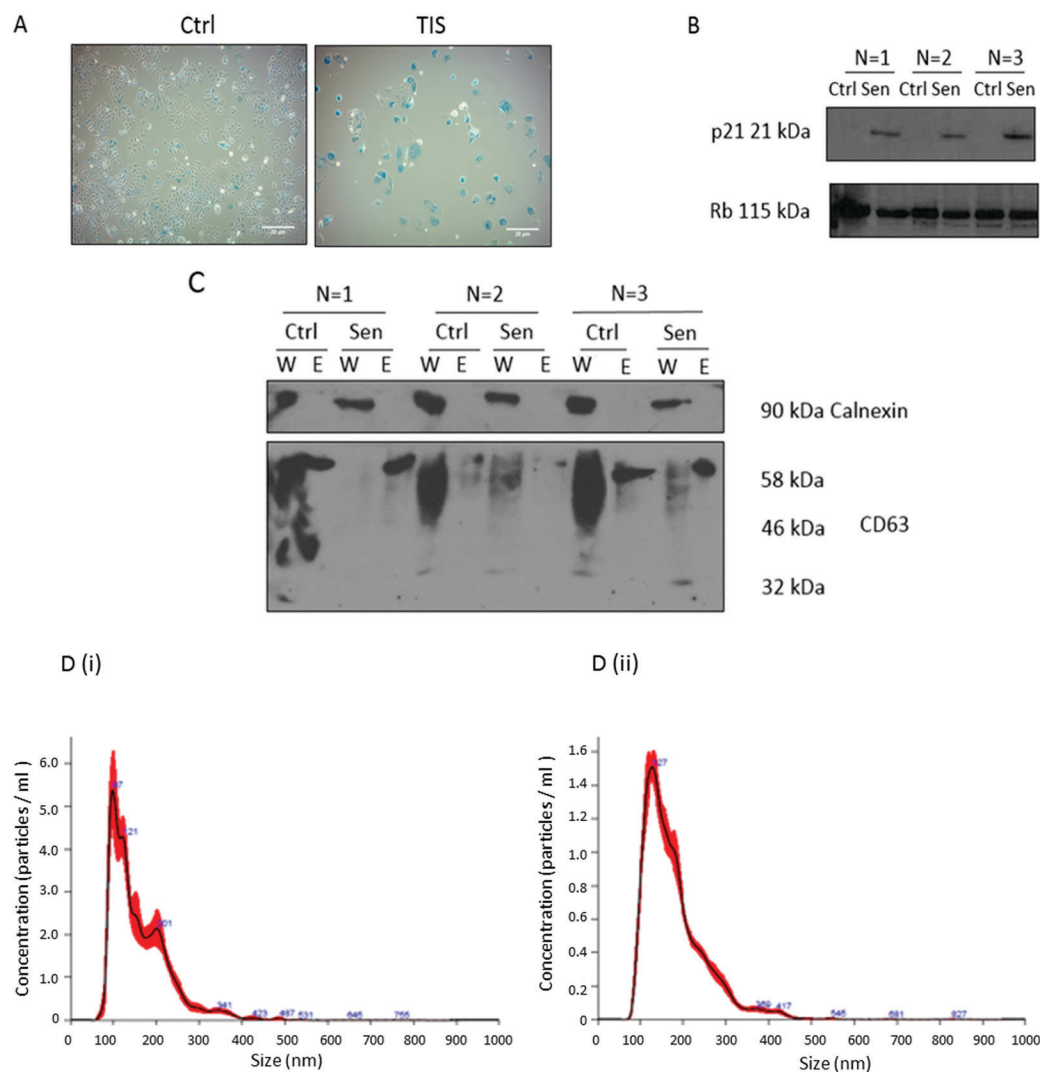 A
Ctrl
TIS
20 µm
20 µm
B
N=1 N=2 N=3
Ctrl Sen Ctrl Sen Ctrl Sen
p21 21 kDa
Rb 115 kDa
C
N=1 N=2 N=3
Ctrl Sen Ctrl Sen Ctrl Sen
W E W E W E W E W E W E
90 kDa Calnexin
58 kDa
46 kDa
CD63
32 kDa
D (i)
Concentration (particles / ml)
6.0
5.0
4.0
3.0
2.0
1.0
0
341
423
487
531
646
0 100 200 300 400 500 600 700 800 900 1000
Size (nm)
D (ii)
Concentration (particles / ml)
1.6
1.4
1.2
1.0
0.8
0.6
0.4
0.2
0
417
681
827
0 100 200 300 400 500 600 700 800 900 1000
Size (nm)